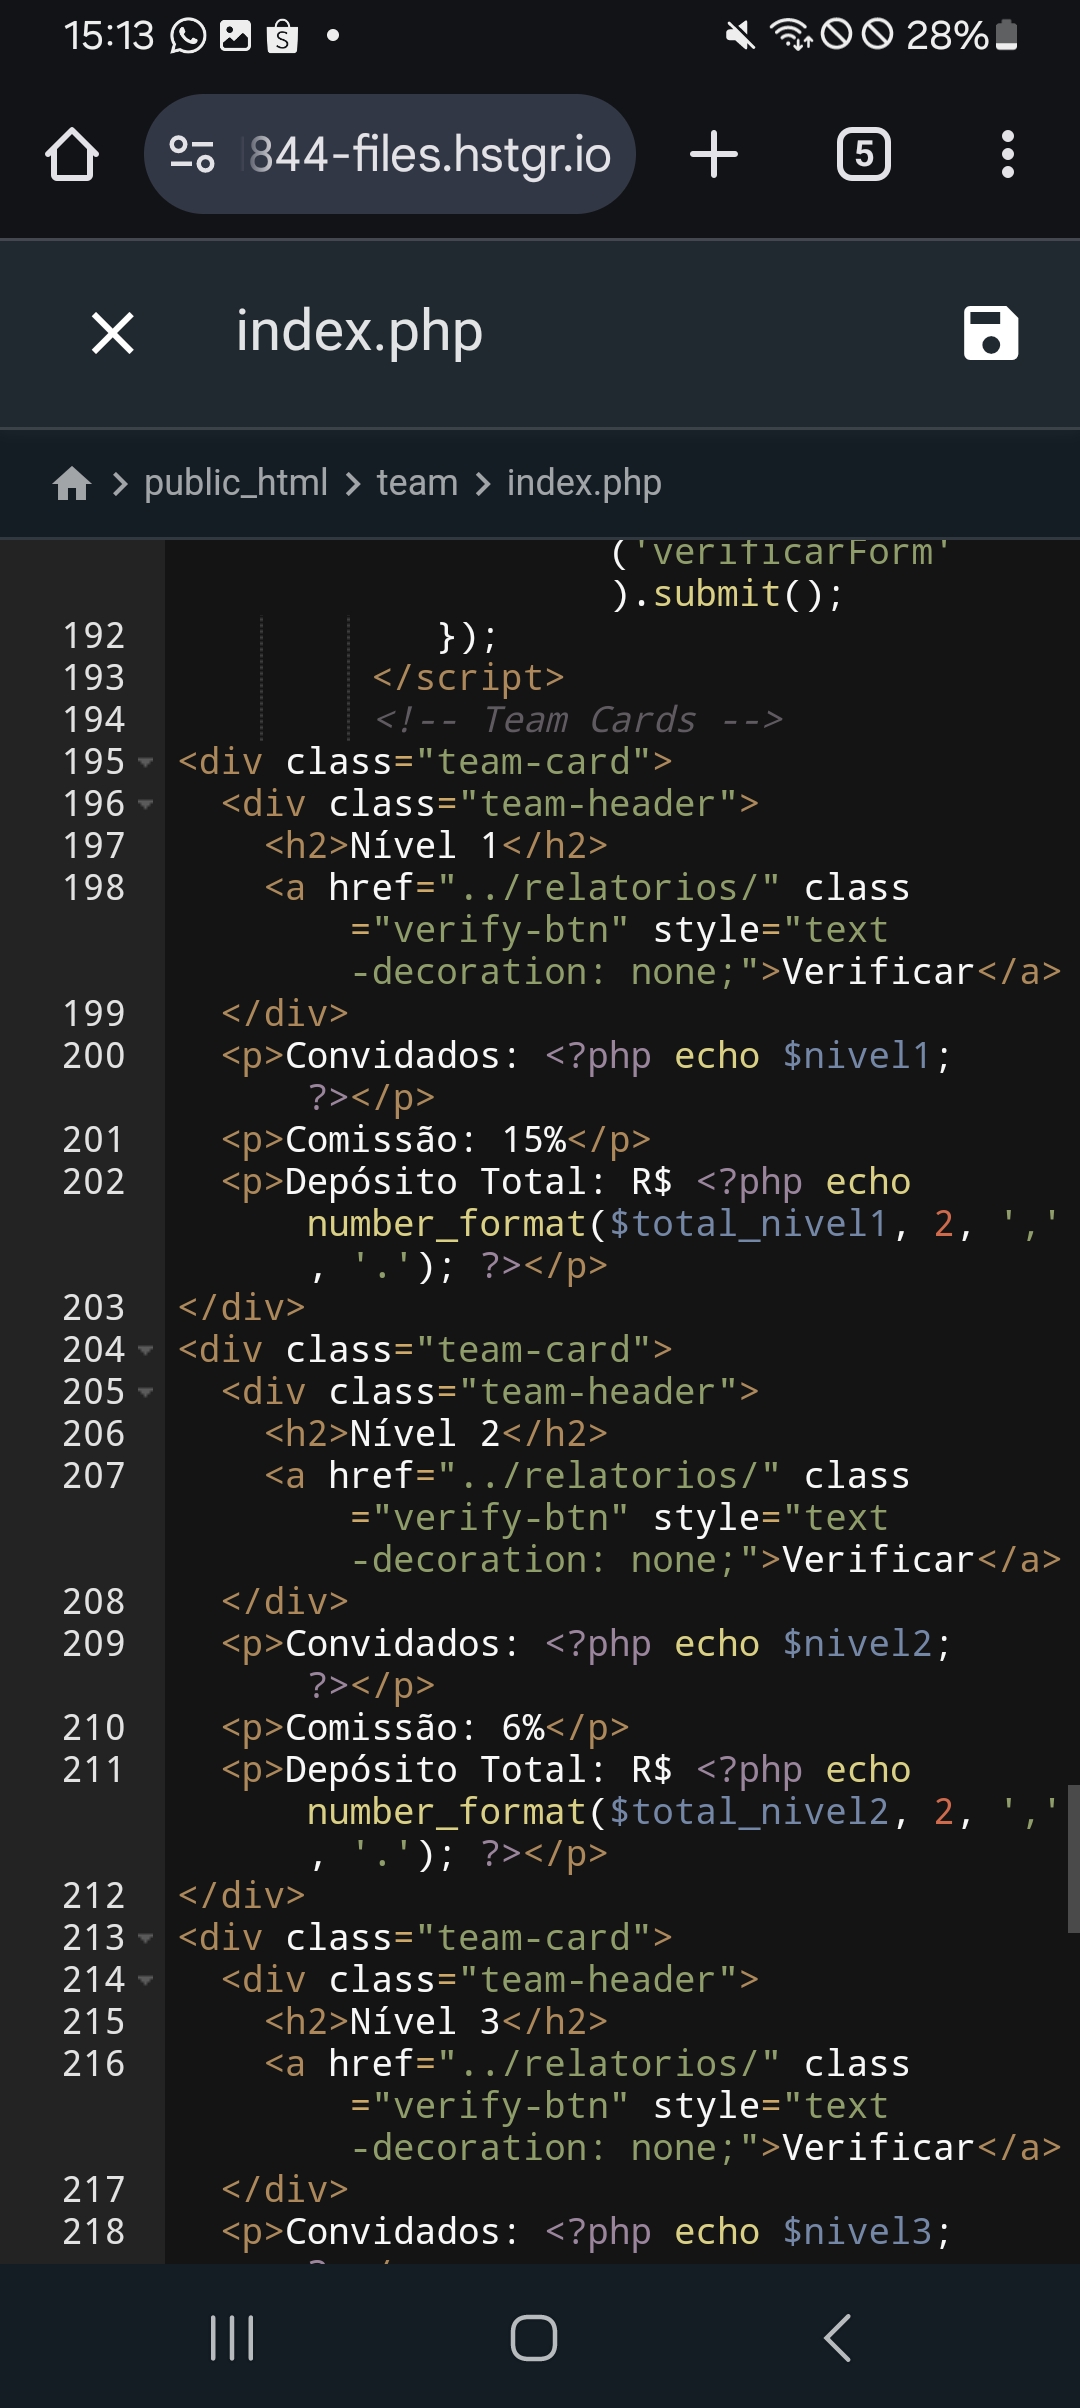 15:13
28%
844-files.hstgr.io
5
index.php
public_html > team > index.php
('verificarForm'
).submit();
192 });
193 </script>
194 <!-- Team Cards -->
195 <div class="team-card">
196 <div class="team-header">
197 <h2>Nível 1</h2>
198 <a href="../relatorios/" class
="verify-btn" style="text
-decoration: none;">Verificar</a>
199 </div>
200 <p>Convidados: <?php echo $nivel1;
?></p>
201 <p>Comissão: 15%</p>
202 <p>Depósito Total: R$ <?php echo
number_format($total_nivel1, 2, ','
, '.'); ?></p>
203 </div>
204 <div class="team-card">
205 <div class="team-header">
206 <h2>Nível 2</h2>
207 <a href="../relatorios/" class
="verify-btn" style="text
-decoration: none;">Verificar</a>
208 </div>
209 <p>Convidados: <?php echo $nivel2;
?></p>
210 <p>Comissão: 6%</p>
211 <p>Depósito Total: R$ <?php echo
number_format($total_nivel2, 2, ','
, '.'); ?></p>
212 </div>
213 <div class="team-card">
214 <div class="team-header">
215 <h2>Nível 3</h2>
216 <a href="../relatorios/" class
="verify-btn" style="text
-decoration: none;">Verificar</a>
217 </div>
218 <p>Convidados: <?php echo $nivel3;